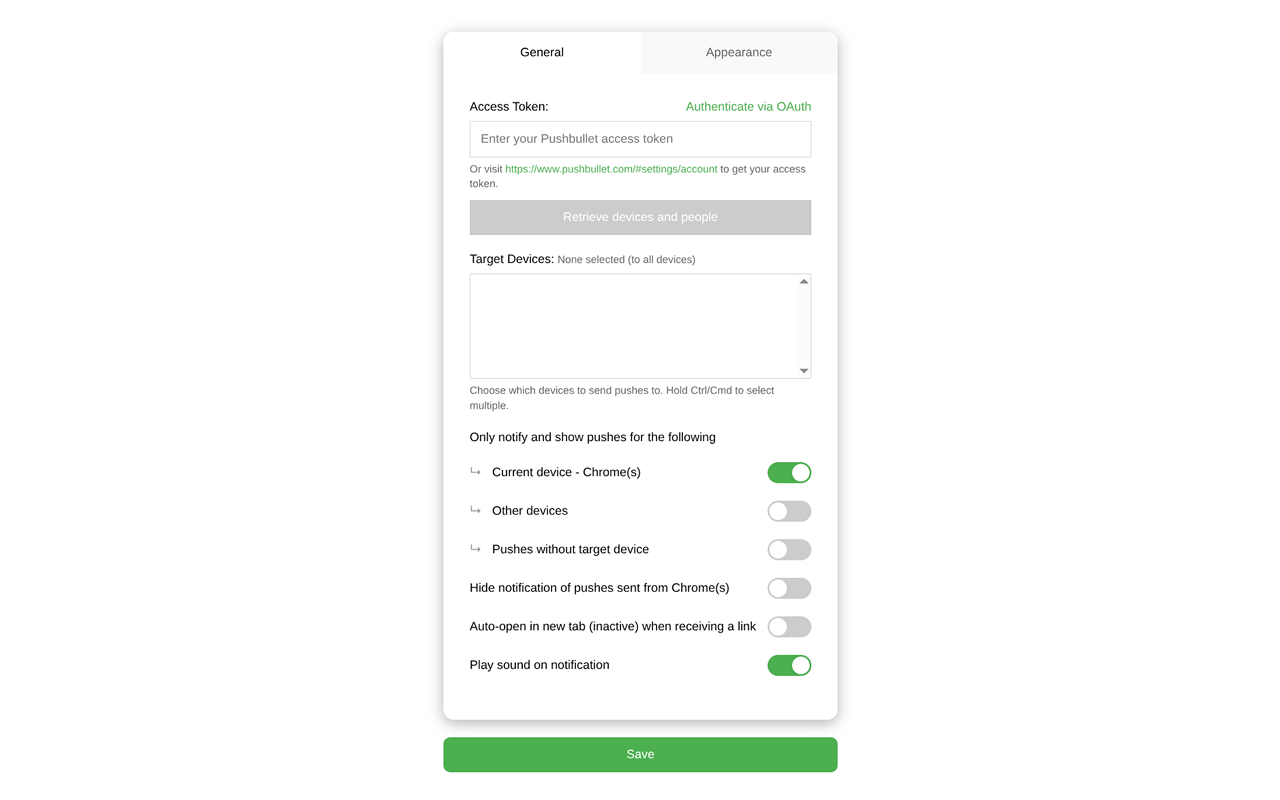 General
Appearance
Access Token:
Authenticate via OAuth
Enter your Pushbullet access token
Or visit https://www.pushbullet.com/#settings/account to get your access
token.
Retrieve devices and people
Target Devices: None selected (to all devices)
Choose which devices to send pushes to. Hold Ctrl/Cmd to select
multiple.
Only notify and show pushes for the following
Current device - Chrome(s)
Other devices
Pushes without target device
Hide notification of pushes sent from Chrome(s)
Auto-open in new tab (inactive) when receiving a link
Play sound on notification
Save